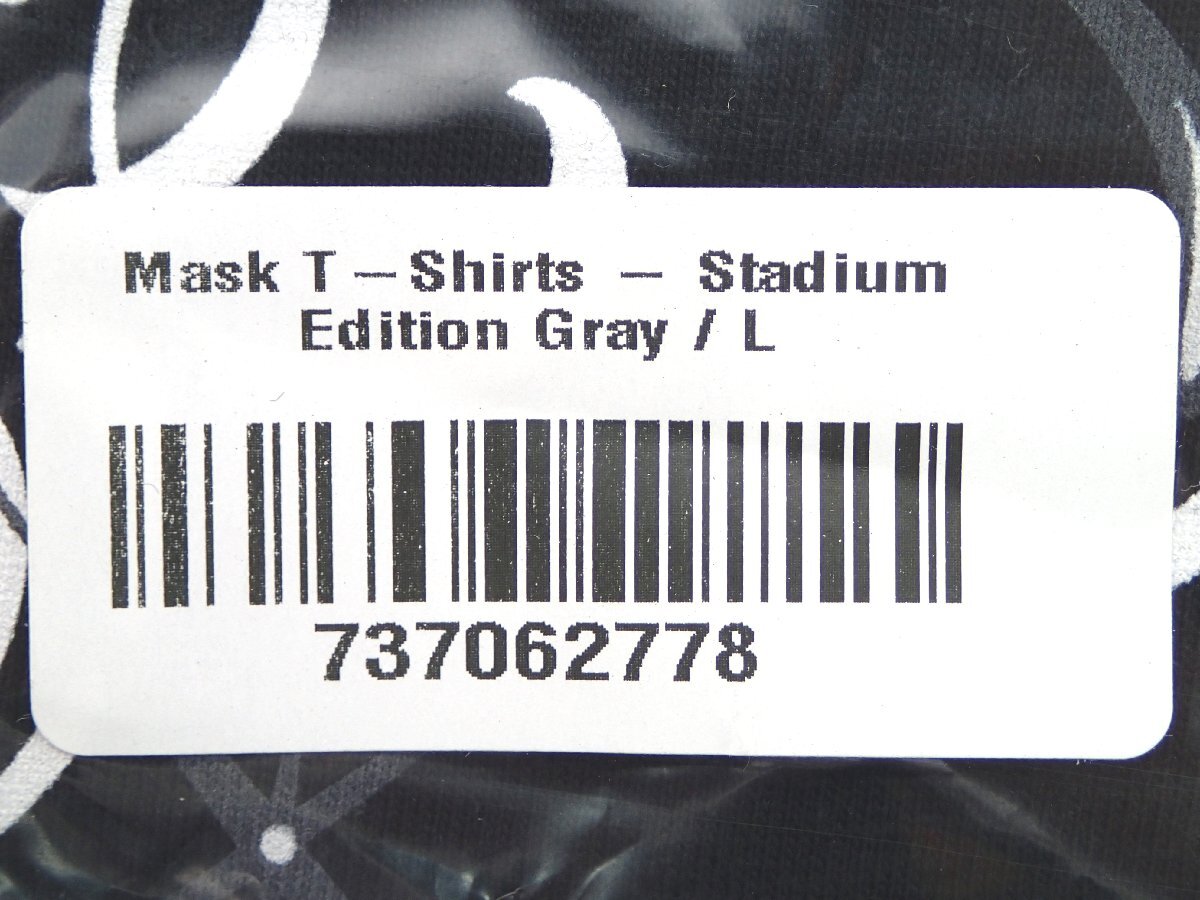 Mask T-Shirts - Stadium
Edition Gray / L
737062778